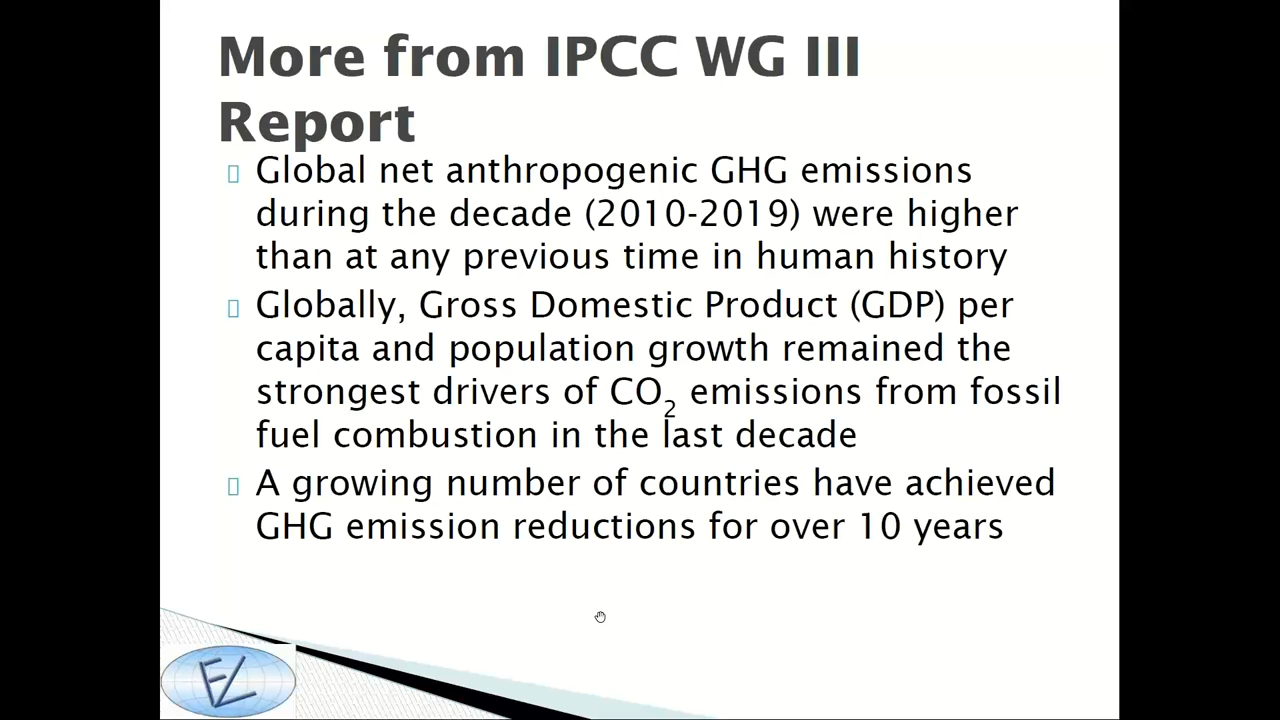 More from IPCC WG III
Report
Global net anthropogenic GHG emissions
during the decade (2010-2019) were higher
than at any previous time in human history
Globally, Gross Domestic Product (GDP) per
capita and population growth remained the
strongest drivers of CO₂ emissions from fossil
fuel combustion in the last decade
A growing number of countries have achieved
GHG emission reductions for over 10 years